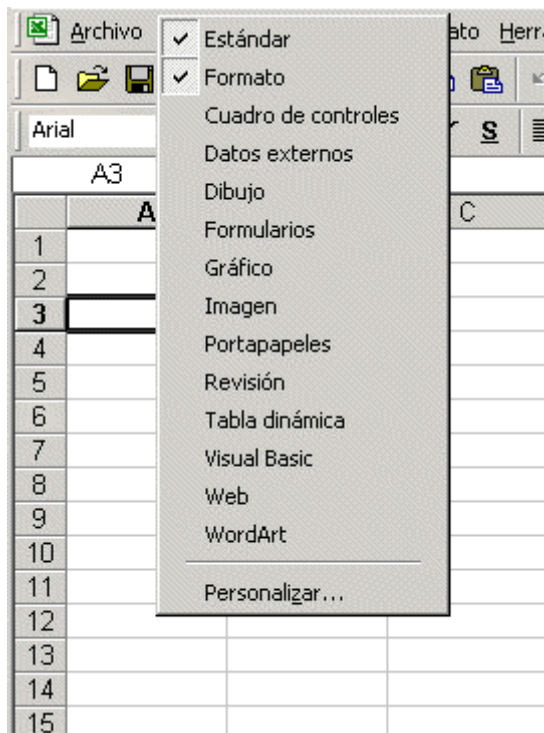 Archivo
ato Herra
Arial
S
A3
A
C
Estándar
Formato
Cuadro de controles
Datos externos
Dibujo
Formularios
Gráfico
Imagen
Portapapeles
Revisión
Tabla dinámica
Visual Basic
Web
WordArt
Personalizar...
1
2
3
4
5
6
7
8
9
10
11
12
13
14
15